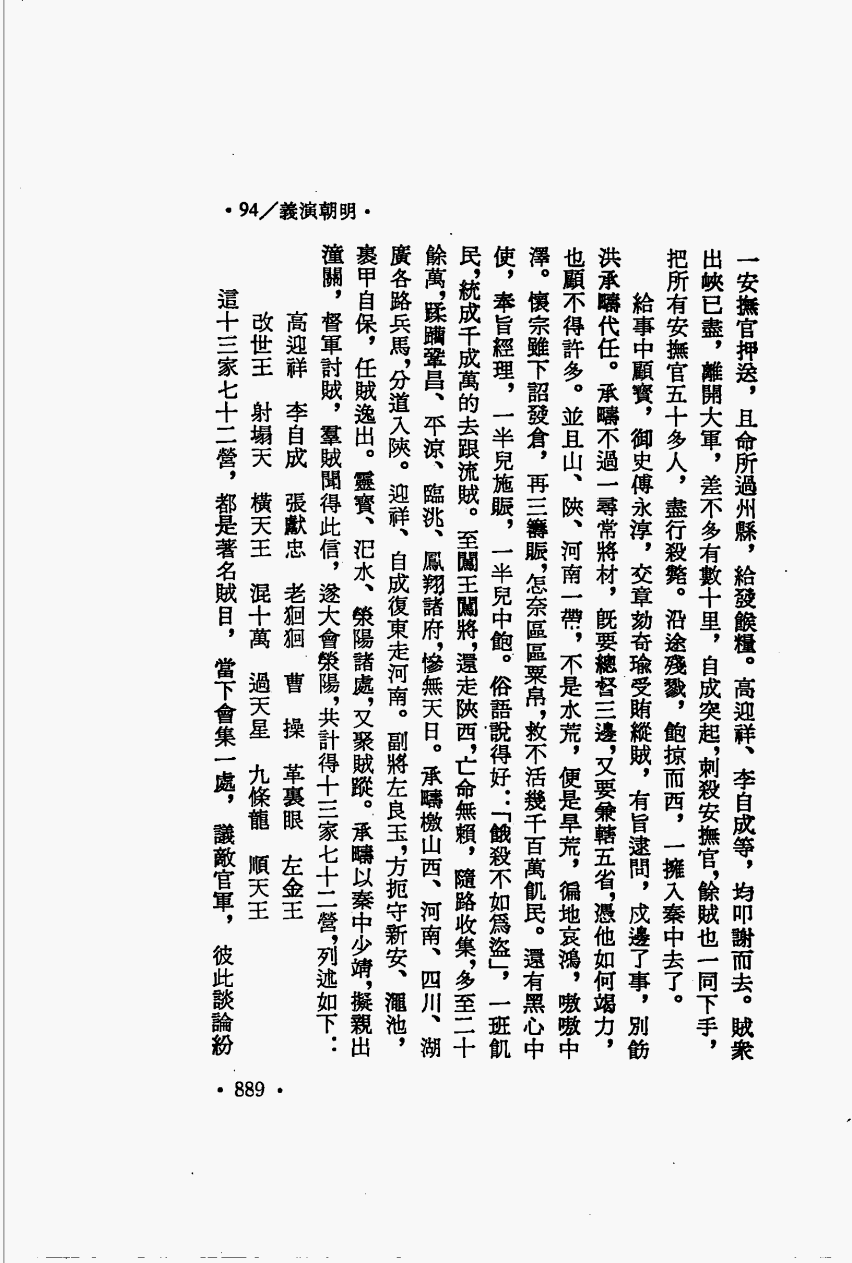 •94／義演朝明•
一安撫官押送，且命所過州縣，給發餱糧。高迎祥、李自成等，均叩謝而去。賊衆
出峽已盡，離開大軍，差不多有數十里，自成突起，刺殺安撫官，餘賊也一同下手，
把所有安撫官五十多人，盡行殺斃。沿途殘戮，飽掠而西，一擁入秦中去了。
給事中顧寶，御史傅永淳，交章劾奇瑜受賄縱賊，有旨逮問，戍邊了事，別飭
洪承疇代任。承疇不過一尋常將材，旣要總督三邊，又要兼轄五省，憑他如何竭力，
也顧不得許多。並且山、陝、河南一帶，不是水荒，便是旱荒，徧地哀鴻，嗷嗷中
澤。懷宗雖下詔發倉，再三籌賑，怎奈區區粟帛，救不活幾千百萬飢民。還有黑心中
使，奉旨經理，一半兒施賑，一半兒中飽。俗語說得好：「餓殺不如爲盜」，一班飢
民，統成千成萬的去跟流賊。至闖王闖將，還走陝西，亡命無賴，隨路收集，多至二十
餘萬，蹂躪鞏昌、平涼、臨洮、鳳翔諸府，慘無天日。承疇檄山西、河南、四川、湖
廣各路兵馬，分道入陝。迎祥、自成復東走河南。副將左良玉，方扼守新安、澠池，
裹甲自保，任賊逸出。靈寶、汜水、滎陽諸處，又聚賊蹤。承疇以秦中少靖，擬親出
潼關，督軍討賊，羣賊聞得此信，遂大會滎陽，共計得十三家七十二營，列述如下：
高迎祥　李自成　張獻忠　老狪狪　曹　操　革裏眼　左金王
改世王　射塌天　橫天王　混十萬　過天星　九條龍　順天王
這十三家七十二營，都是著名賊目，當下會集一處，議敵官軍，彼此談論紛
•889•